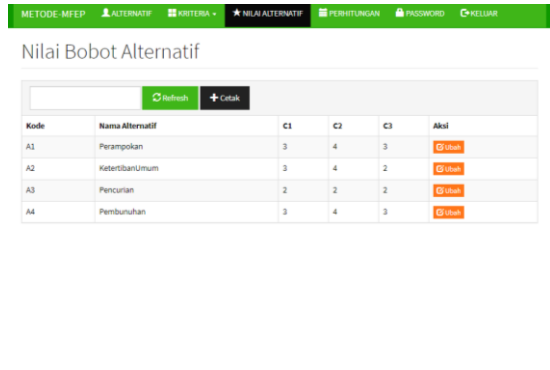 METODE-MFEP ALTERNATIF KRITERIA NILAI ALTERNATIF PERHITUNGAN PASSWORD KELUAR
Nilai Bobot Alternatif
Refresh Cetak
Kode Nama Alternatif C1 C2 C3 Aksi
A1 Perampokan 3 4 3 Ubah
A2 KetertibanUmum 3 4 2 Ubah
A3 Pencurian 2 2 2 Ubah
A4 Pembunuhan 3 4 3 Ubah